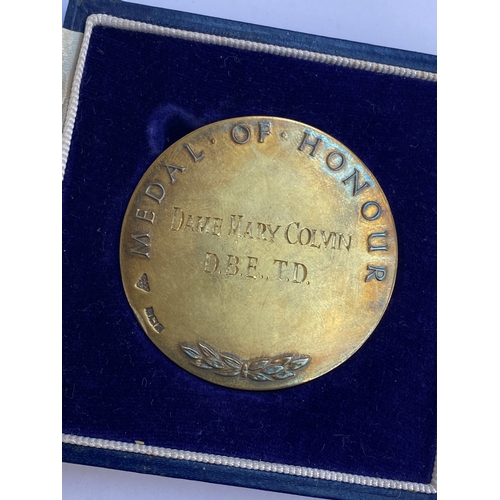 MEDAL · OF · HONOUR
DAME MARY COLVIN
D.B.E., T.D.